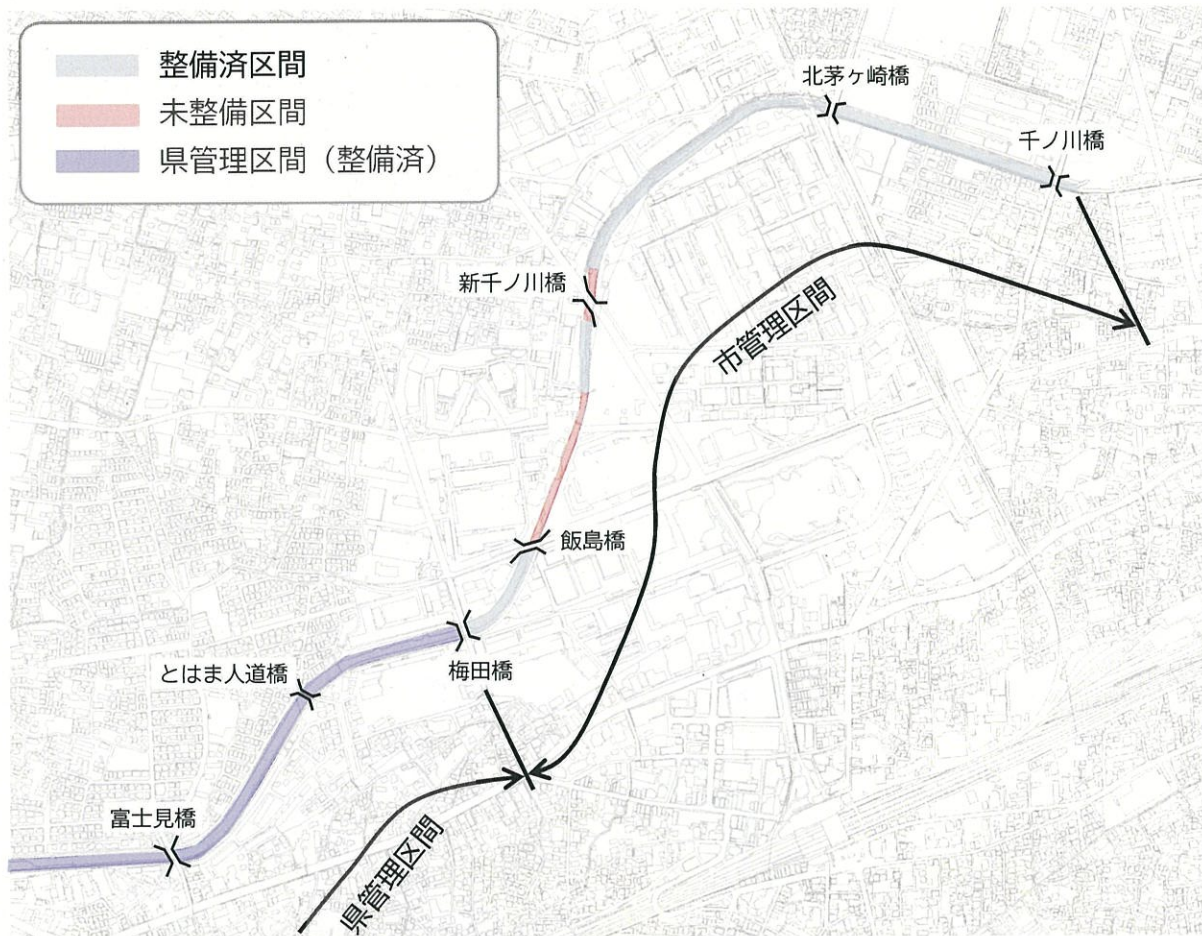 整備済区間
未整備区間
県管理区間（整備済）
北茅ヶ崎橋
千ノ川橋
新千ノ川橋
市管理区間
飯島橋
とはま人道橋
梅田橋
富士見橋
県管理区間